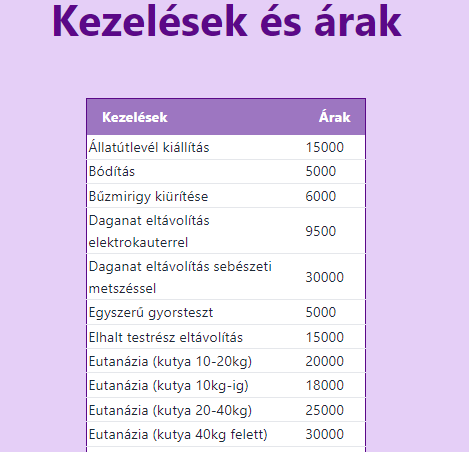 Kezelések és árak
Kezelések Árak
Állatútlevél kiállítás 15000
Bódítás 5000
Bűzmirigy kiürítése 6000
Daganat eltávolítás
elektrokauterrel 9500
Daganat eltávolítás sebészeti
metszéssel 30000
Egyszerű gyorsteszt 5000
Elhalt testrész eltávolítás 15000
Eutanázia (kutya 10-20kg) 20000
Eutanázia (kutya 10kg-ig) 18000
Eutanázia (kutya 20-40kg) 25000
Eutanázia (kutya 40kg felett) 30000